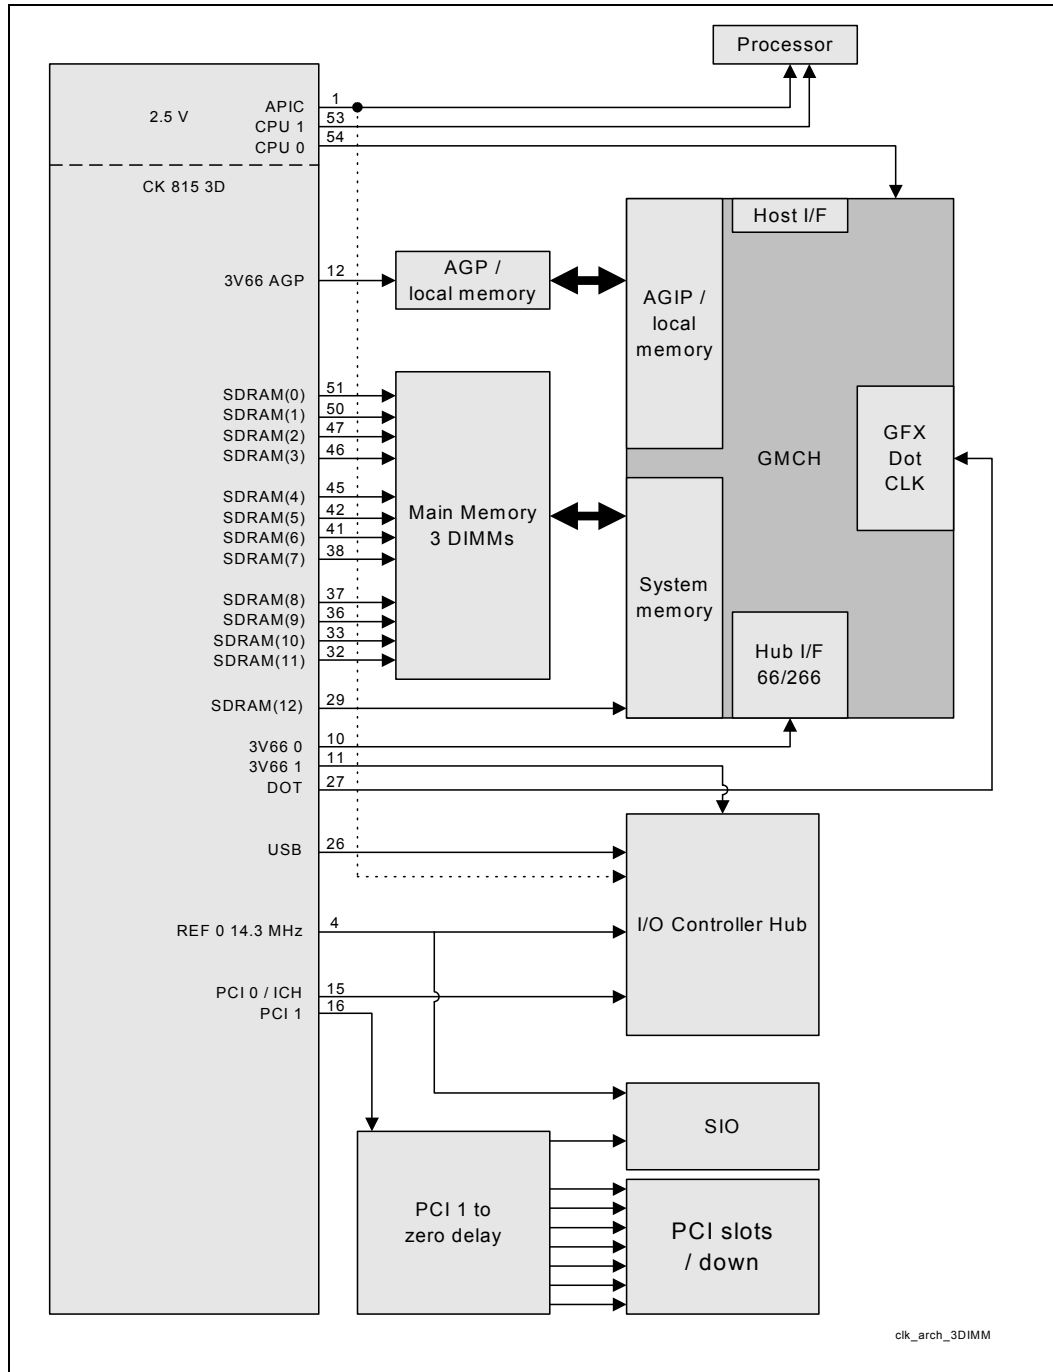 Processor
2.5 V
APIC 1
CPU 1 53
CPU 0 54
CK 815 3D
Host I/F
3V66 AGP 12
AGP /
local memory
AGIP /
local
memory
SDRAM(0) 51
SDRAM(1) 50
SDRAM(2) 47
SDRAM(3) 46
SDRAM(4) 45
SDRAM(5) 42
SDRAM(6) 41
SDRAM(7) 38
SDRAM(8) 37
SDRAM(9) 36
SDRAM(10) 33
SDRAM(11) 32
SDRAM(12) 29
Main Memory
3 DIMMs
GMCH
GFX
Dot
CLK
System
memory
Hub I/F
66/266
3V66 0 10
3V66 1 11
DOT 27
USB 26
REF 0 14.3 MHz 4
I/O Controller Hub
PCI 0 / ICH 15
PCI 1 16
SIO
PCI 1 to
zero delay
PCI slots
/ down
clk_arch_3DIMM